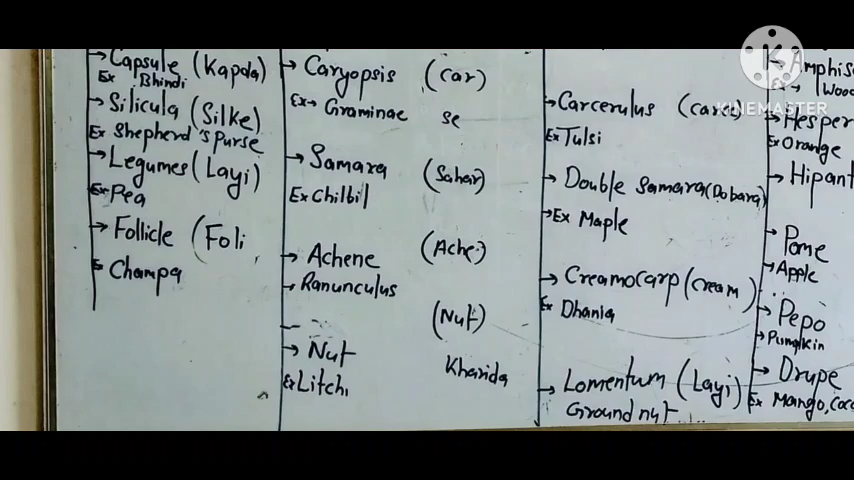 → Capsule (Kapda)
Ex Bhindi
→ Silicula (Silke)
Ex Shepherd's Purse
→ Legumes (Layi)
Ex Pea
→ Follicle (Foli
Ex Champa
→ Caryopsis (car)
Ex→ Graminae se
→ Samara (Sahar)
Ex Chilbil
→ Achene (Ache)
→ Ranunculus
(Nut)
→ Nut
Kharida
Ex Litchi
→ Carcerulus
Ex Tulsi
→ Double Samara (Dobara)
→ Ex Maple
→ Creamocarp (cream)
Ex Dhania
→ Lomentum (Layi)
Ground nut
→ Amphis
→ Wood
→ Hesper
Ex Orange
→ Hipant
→ Pome
→ Apple
→ Pepo
→ Pumpkin
→ Drupe
Ex Mango, Coc
KINEMASTER